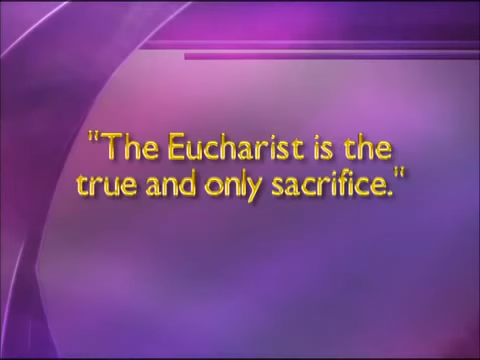 "The Eucharist is the
true and only sacrifice."